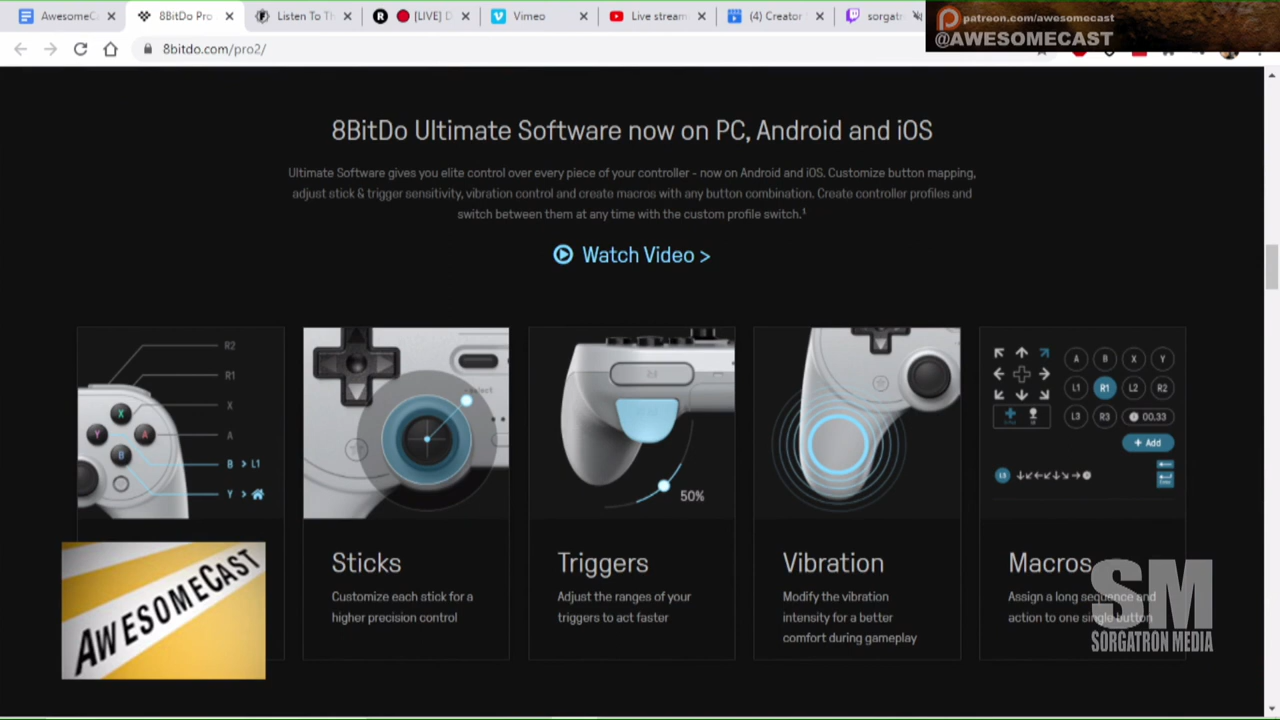 AwesomeCa
8BitDo Pro
Listen To Th
[LIVE] D
Vimeo
Live stream
(4) Creator
sorgat
patreon.com/awesomecast
@AWESOMECAST
8bitdo.com/pro2/
8BitDo Ultimate Software now on PC, Android and iOS
Ultimate Software gives you elite control over every piece of your controller - now on Android and iOS. Customize button mapping,
adjust stick & trigger sensitivity, vibration control and create macros with any button combination. Create controller profiles and
switch between them at any time with the custom profile switch.¹
Watch Video >
R2
R1
X
A
B > L1
Y >
X
Y A
B
select
50%
A B X Y
L1 R1 L2 R2
L3 R3 00.33
+ Add
L3
Sticks
Customize each stick for a
higher precision control
Triggers
Adjust the ranges of your
triggers to act faster
Vibration
Modify the vibration
intensity for a better
comfort during gameplay
Macros
Assign a long sequence and
action to one single button
AWESOMECAST
SM
SORGATRON MEDIA